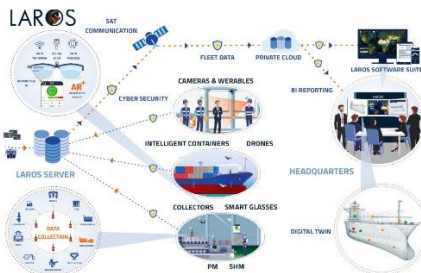 LAROS
SAT
COMMUNICATION
FLEET DATA
PRIVATE CLOUD
LAROS SOFTWARE SUITE
AR+
CYBER SECURITY
CAMERAS & WERABLES
BI REPORTING
INTELLIGENT CONTAINERS
DRONES
LAROS SERVER
HEADQUARTERS
COLLECTORS
SMART GLASSES
DATA
COLLECTION
DIGITAL TWIN
PM
SHM